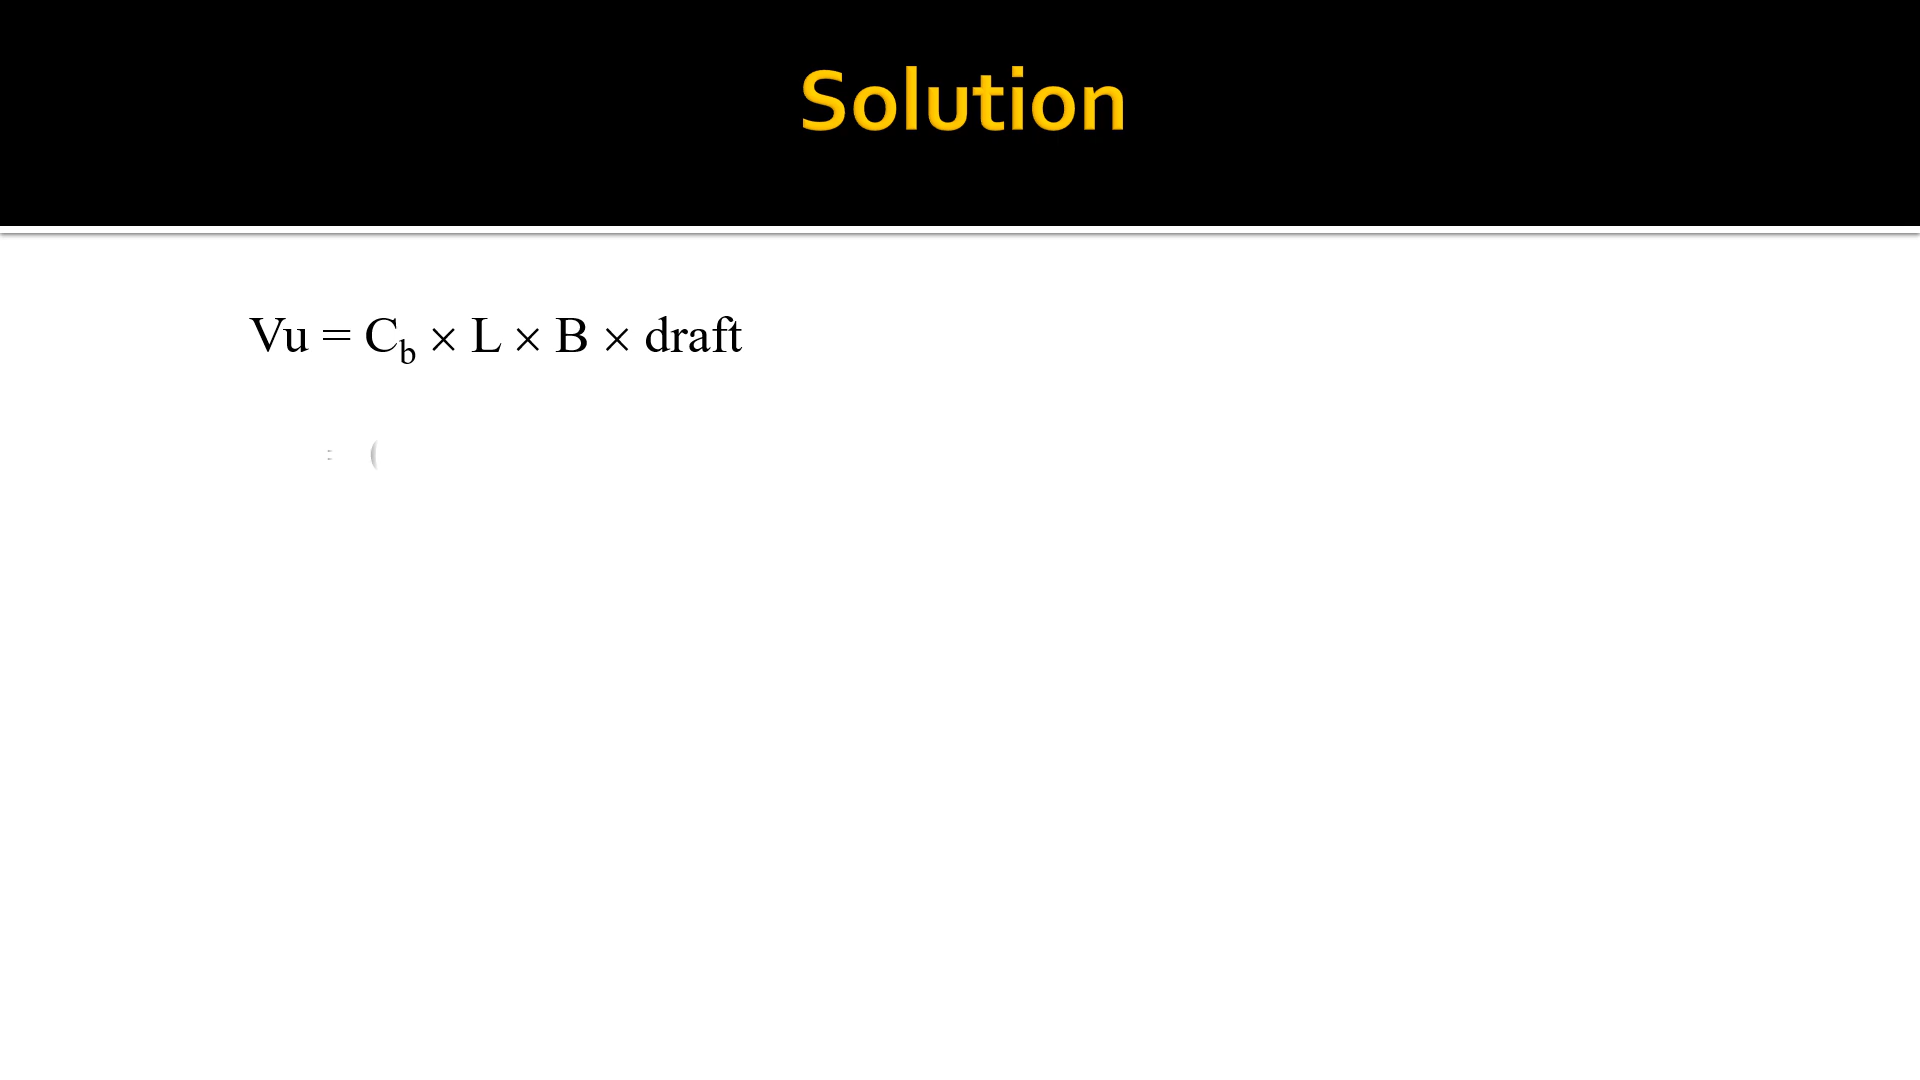 Solution
Vu = C_b × L × B × draft
=